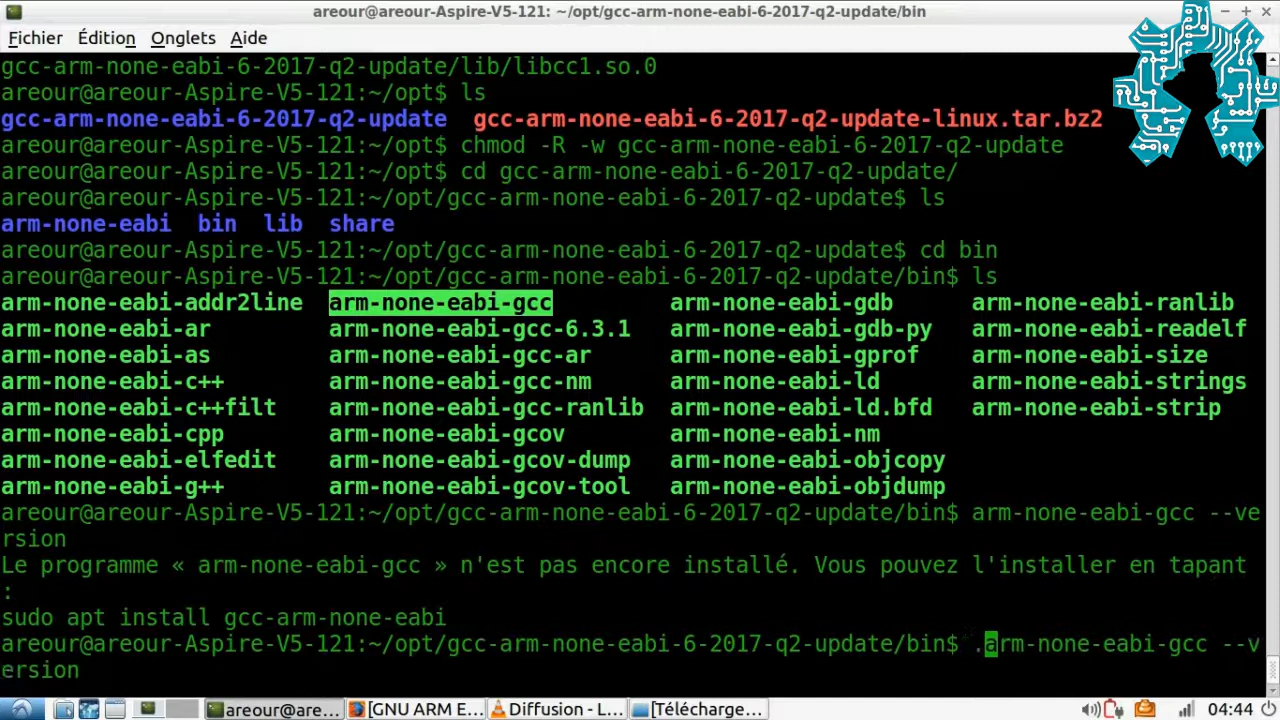 areour@areour-Aspire-V5-121: ~/opt/gcc-arm-none-eabi-6-2017-q2-update/bin
Fichier Édition Onglets Aide
gcc-arm-none-eabi-6-2017-q2-update/lib/libcc1.so.0
areour@areour-Aspire-V5-121:~/opt$ ls
gcc-arm-none-eabi-6-2017-q2-update gcc-arm-none-eabi-6-2017-q2-update-linux.tar.bz2
areour@areour-Aspire-V5-121:~/opt$ chmod -R -w gcc-arm-none-eabi-6-2017-q2-update
areour@areour-Aspire-V5-121:~/opt$ cd gcc-arm-none-eabi-6-2017-q2-update/
areour@areour-Aspire-V5-121:~/opt/gcc-arm-none-eabi-6-2017-q2-update$ ls
arm-none-eabi bin lib share
areour@areour-Aspire-V5-121:~/opt/gcc-arm-none-eabi-6-2017-q2-update$ cd bin
areour@areour-Aspire-V5-121:~/opt/gcc-arm-none-eabi-6-2017-q2-update/bin$ ls
arm-none-eabi-addr2line arm-none-eabi-gcc arm-none-eabi-gdb arm-none-eabi-ranlib
arm-none-eabi-ar arm-none-eabi-gcc-6.3.1 arm-none-eabi-gdb-py arm-none-eabi-readelf
arm-none-eabi-as arm-none-eabi-gcc-ar arm-none-eabi-gprof arm-none-eabi-size
arm-none-eabi-c++ arm-none-eabi-gcc-nm arm-none-eabi-ld arm-none-eabi-strings
arm-none-eabi-c++filt arm-none-eabi-gcc-ranlib arm-none-eabi-ld.bfd arm-none-eabi-strip
arm-none-eabi-cpp arm-none-eabi-gcov arm-none-eabi-nm
arm-none-eabi-elfedit arm-none-eabi-gcov-dump arm-none-eabi-objcopy
arm-none-eabi-g++ arm-none-eabi-gcov-tool arm-none-eabi-objdump
areour@areour-Aspire-V5-121:~/opt/gcc-arm-none-eabi-6-2017-q2-update/bin$ arm-none-eabi-gcc --ve
rsion
Le programme « arm-none-eabi-gcc » n'est pas encore installé. Vous pouvez l'installer en tapant
:
sudo apt install gcc-arm-none-eabi
areour@areour-Aspire-V5-121:~/opt/gcc-arm-none-eabi-6-2017-q2-update/bin$ .arm-none-eabi-gcc --v
ersion
areour@are... [GNU ARM E... Diffusion - L... [Télécharge... 04:44